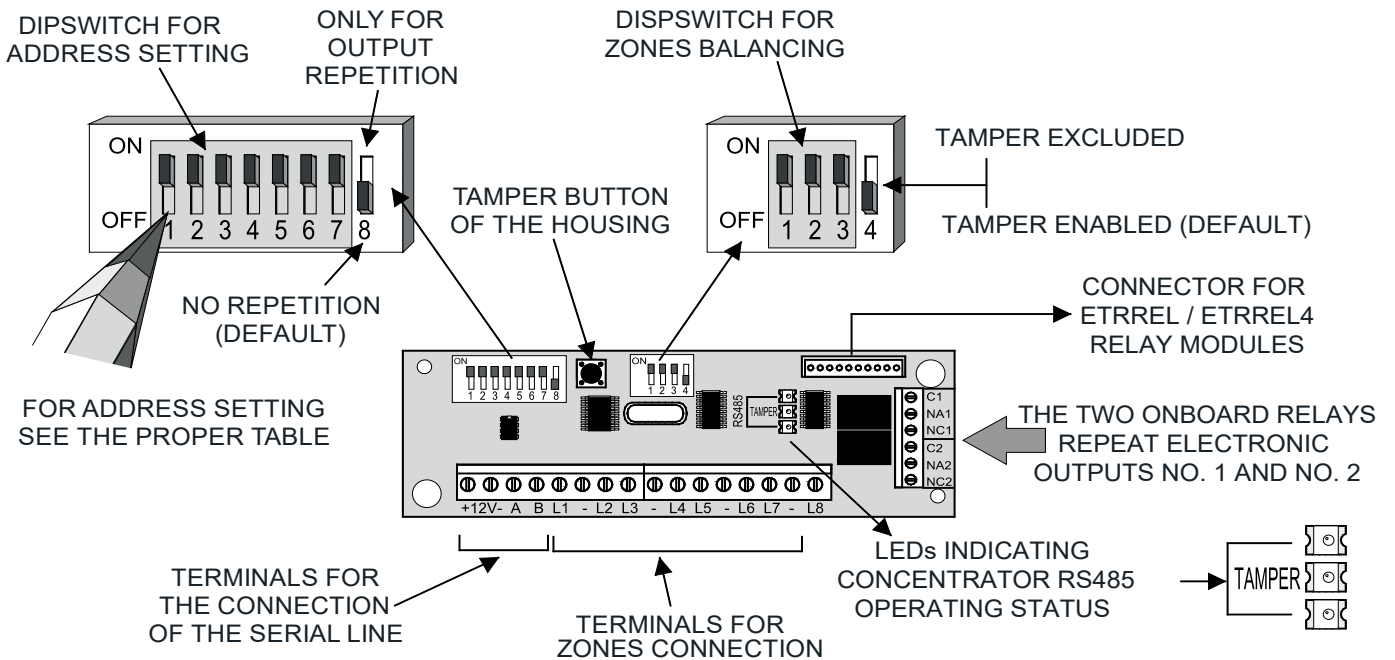 DIPSWITCH FOR
ADDRESS SETTING
ONLY FOR
OUTPUT
REPETITION
DISPSWITCH FOR
ZONES BALANCING
ON
OFF
1 2 3 4 5 6 7 8
NO REPETITION
(DEFAULT)
TAMPER BUTTON
OF THE HOUSING
ON
OFF
1 2 3 4
TAMPER EXCLUDED
TAMPER ENABLED (DEFAULT)
CONNECTOR FOR
ETRREL / ETRREL4
RELAY MODULES
FOR ADDRESS SETTING
SEE THE PROPER TABLE
ON
1 2 3 4 5 6 7 8
ON
1 2 3 4
RS485
TAMPER
C1
NA1
NC1
C2
NA2
NC2
THE TWO ONBOARD RELAYS
REPEAT ELECTRONIC
OUTPUTS NO. 1 AND NO. 2
+12V- A B L1 - L2 L3 - L4 L5 - L6 L7 - L8
TERMINALS FOR
THE CONNECTION
OF THE SERIAL LINE
TERMINALS FOR
ZONES CONNECTION
LEDs INDICATING
CONCENTRATOR RS485
OPERATING STATUS
TAMPER